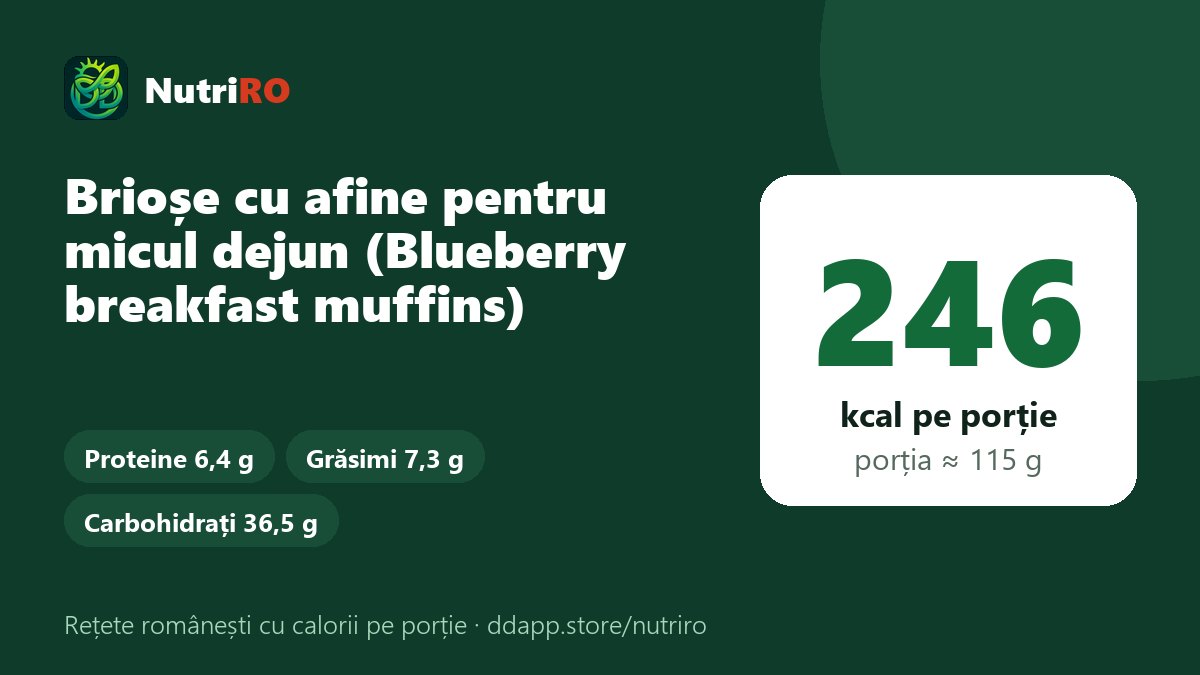 NutriRO
Brioșe cu afine pentru
micul dejun (Blueberry
breakfast muffins)
246
kcal pe porție
porția ≈ 115 g
Proteine 6,4 g
Grăsimi 7,3 g
Carbohidrați 36,5 g
Rețete românești cu calorii pe porție · ddapp.store/nutriro